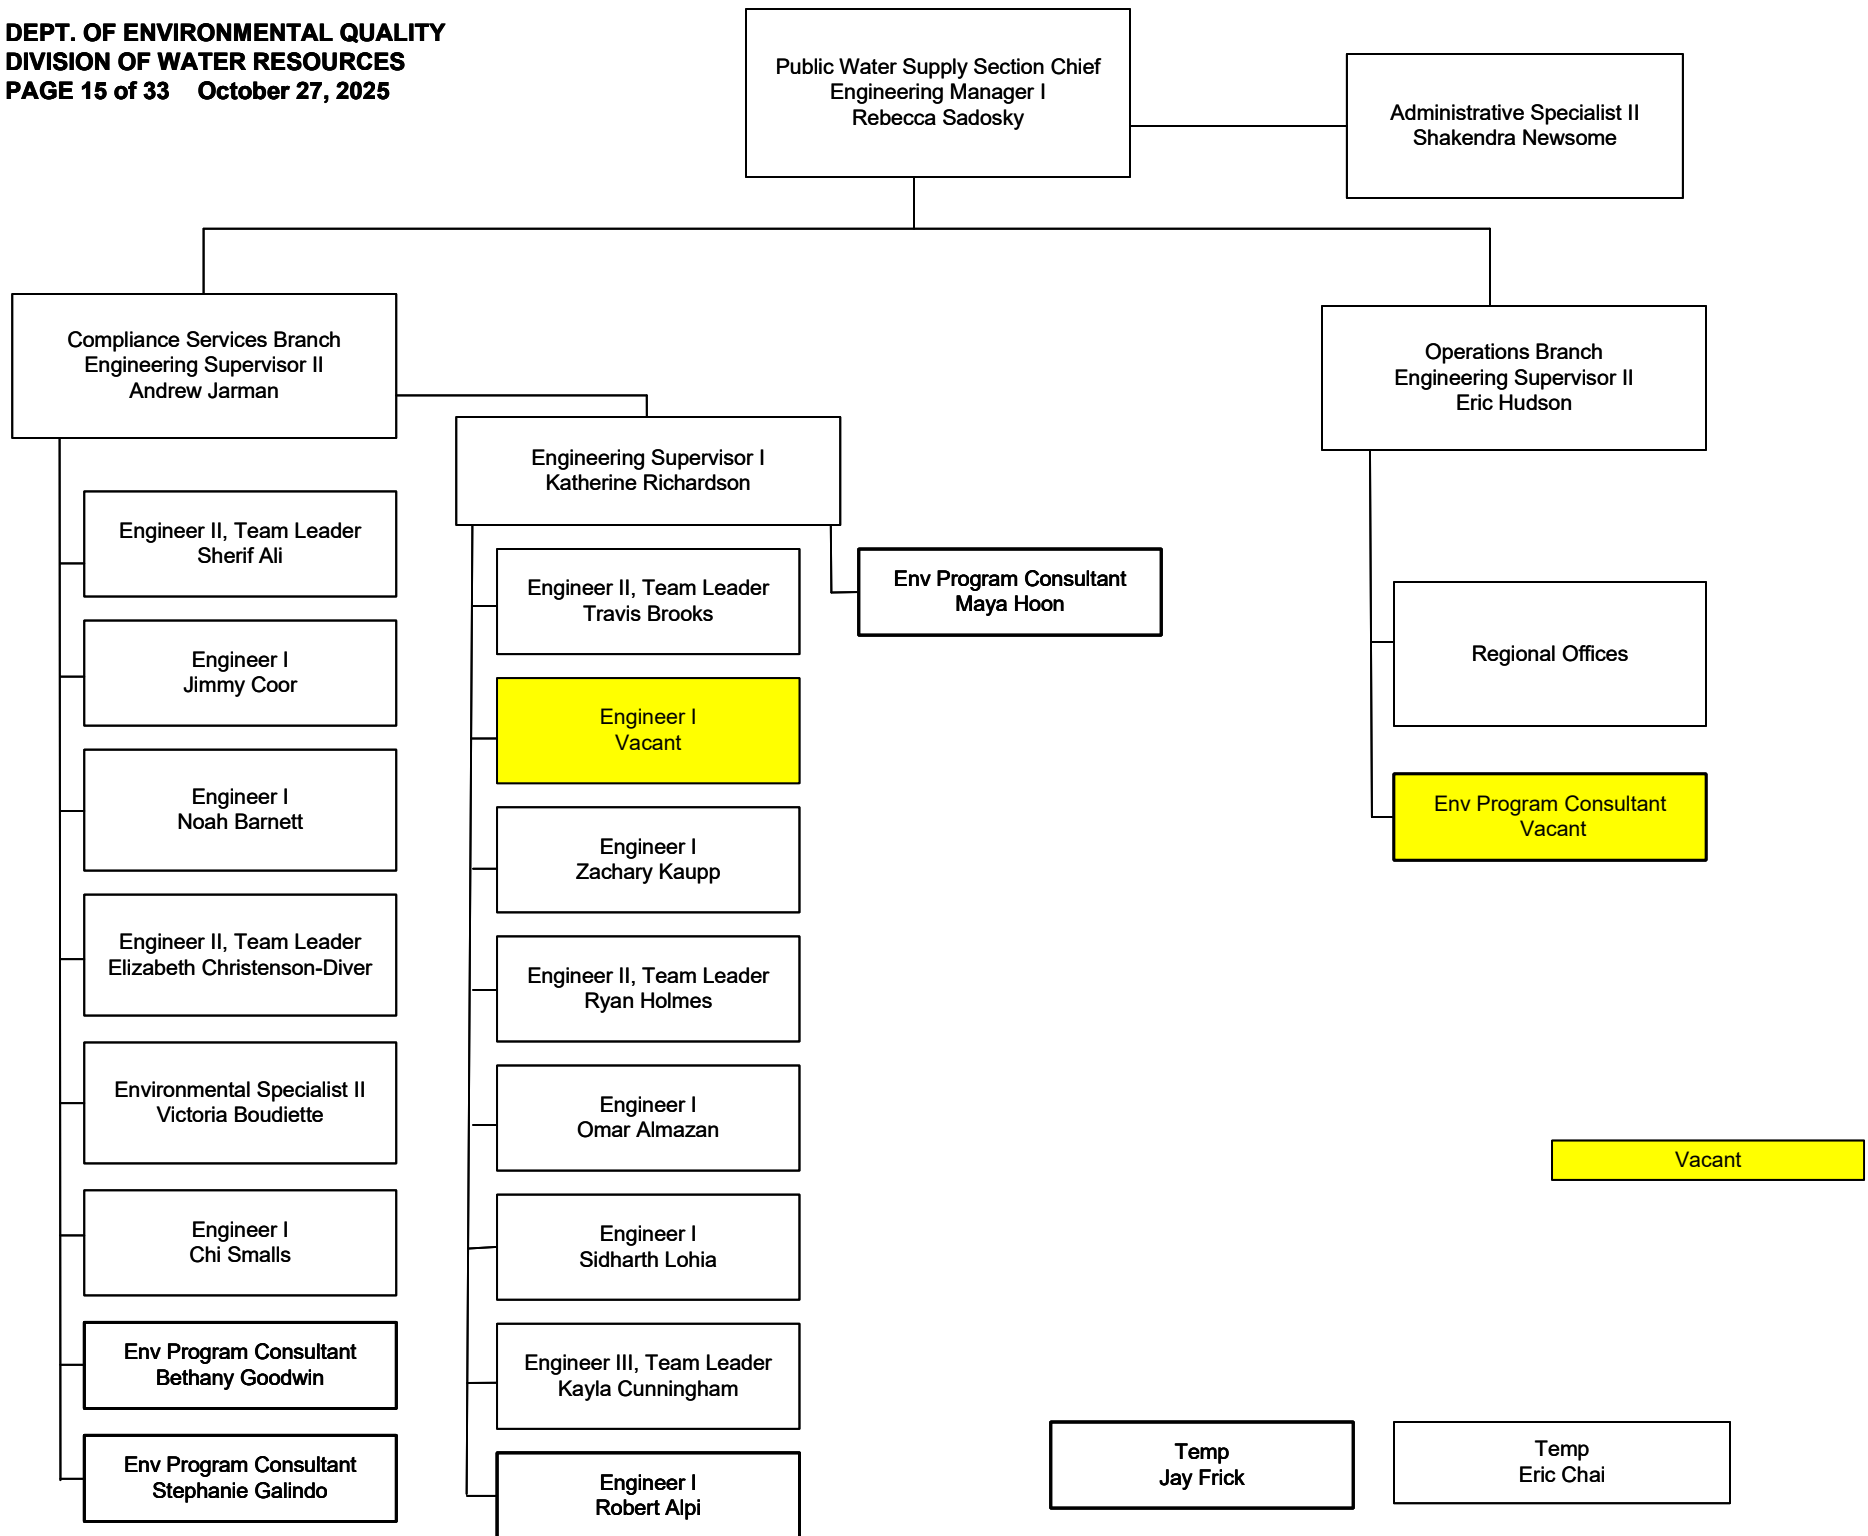 DEPT. OF ENVIRONMENTAL QUALITY
DIVISION OF WATER RESOURCES
PAGE 15 of 33 October 27, 2025
Public Water Supply Section Chief
Engineering Manager I
Rebecca Sadosky
Administrative Specialist II
Shakendra Newsome
Compliance Services Branch
Engineering Supervisor II
Andrew Jarman
Engineer II, Team Leader
Sherif Ali
Engineer I
Jimmy Coor
Engineer I
Noah Barnett
Engineer II, Team Leader
Elizabeth Christenson-Diver
Environmental Specialist II
Victoria Boudiette
Engineer I
Chi Smalls
Env Program Consultant
Bethany Goodwin
Env Program Consultant
Stephanie Galindo
Engineering Supervisor I
Katherine Richardson
Engineer II, Team Leader
Travis Brooks
Engineer I
Vacant
Engineer I
Zachary Kaupp
Engineer II, Team Leader
Ryan Holmes
Engineer I
Omar Almazan
Engineer I
Sidharth Lohia
Engineer III, Team Leader
Kayla Cunningham
Engineer I
Robert Alpi
Env Program Consultant
Maya Hoon
Operations Branch
Engineering Supervisor II
Eric Hudson
Regional Offices
Env Program Consultant
Vacant
Vacant
Temp
Jay Frick
Temp
Eric Chai